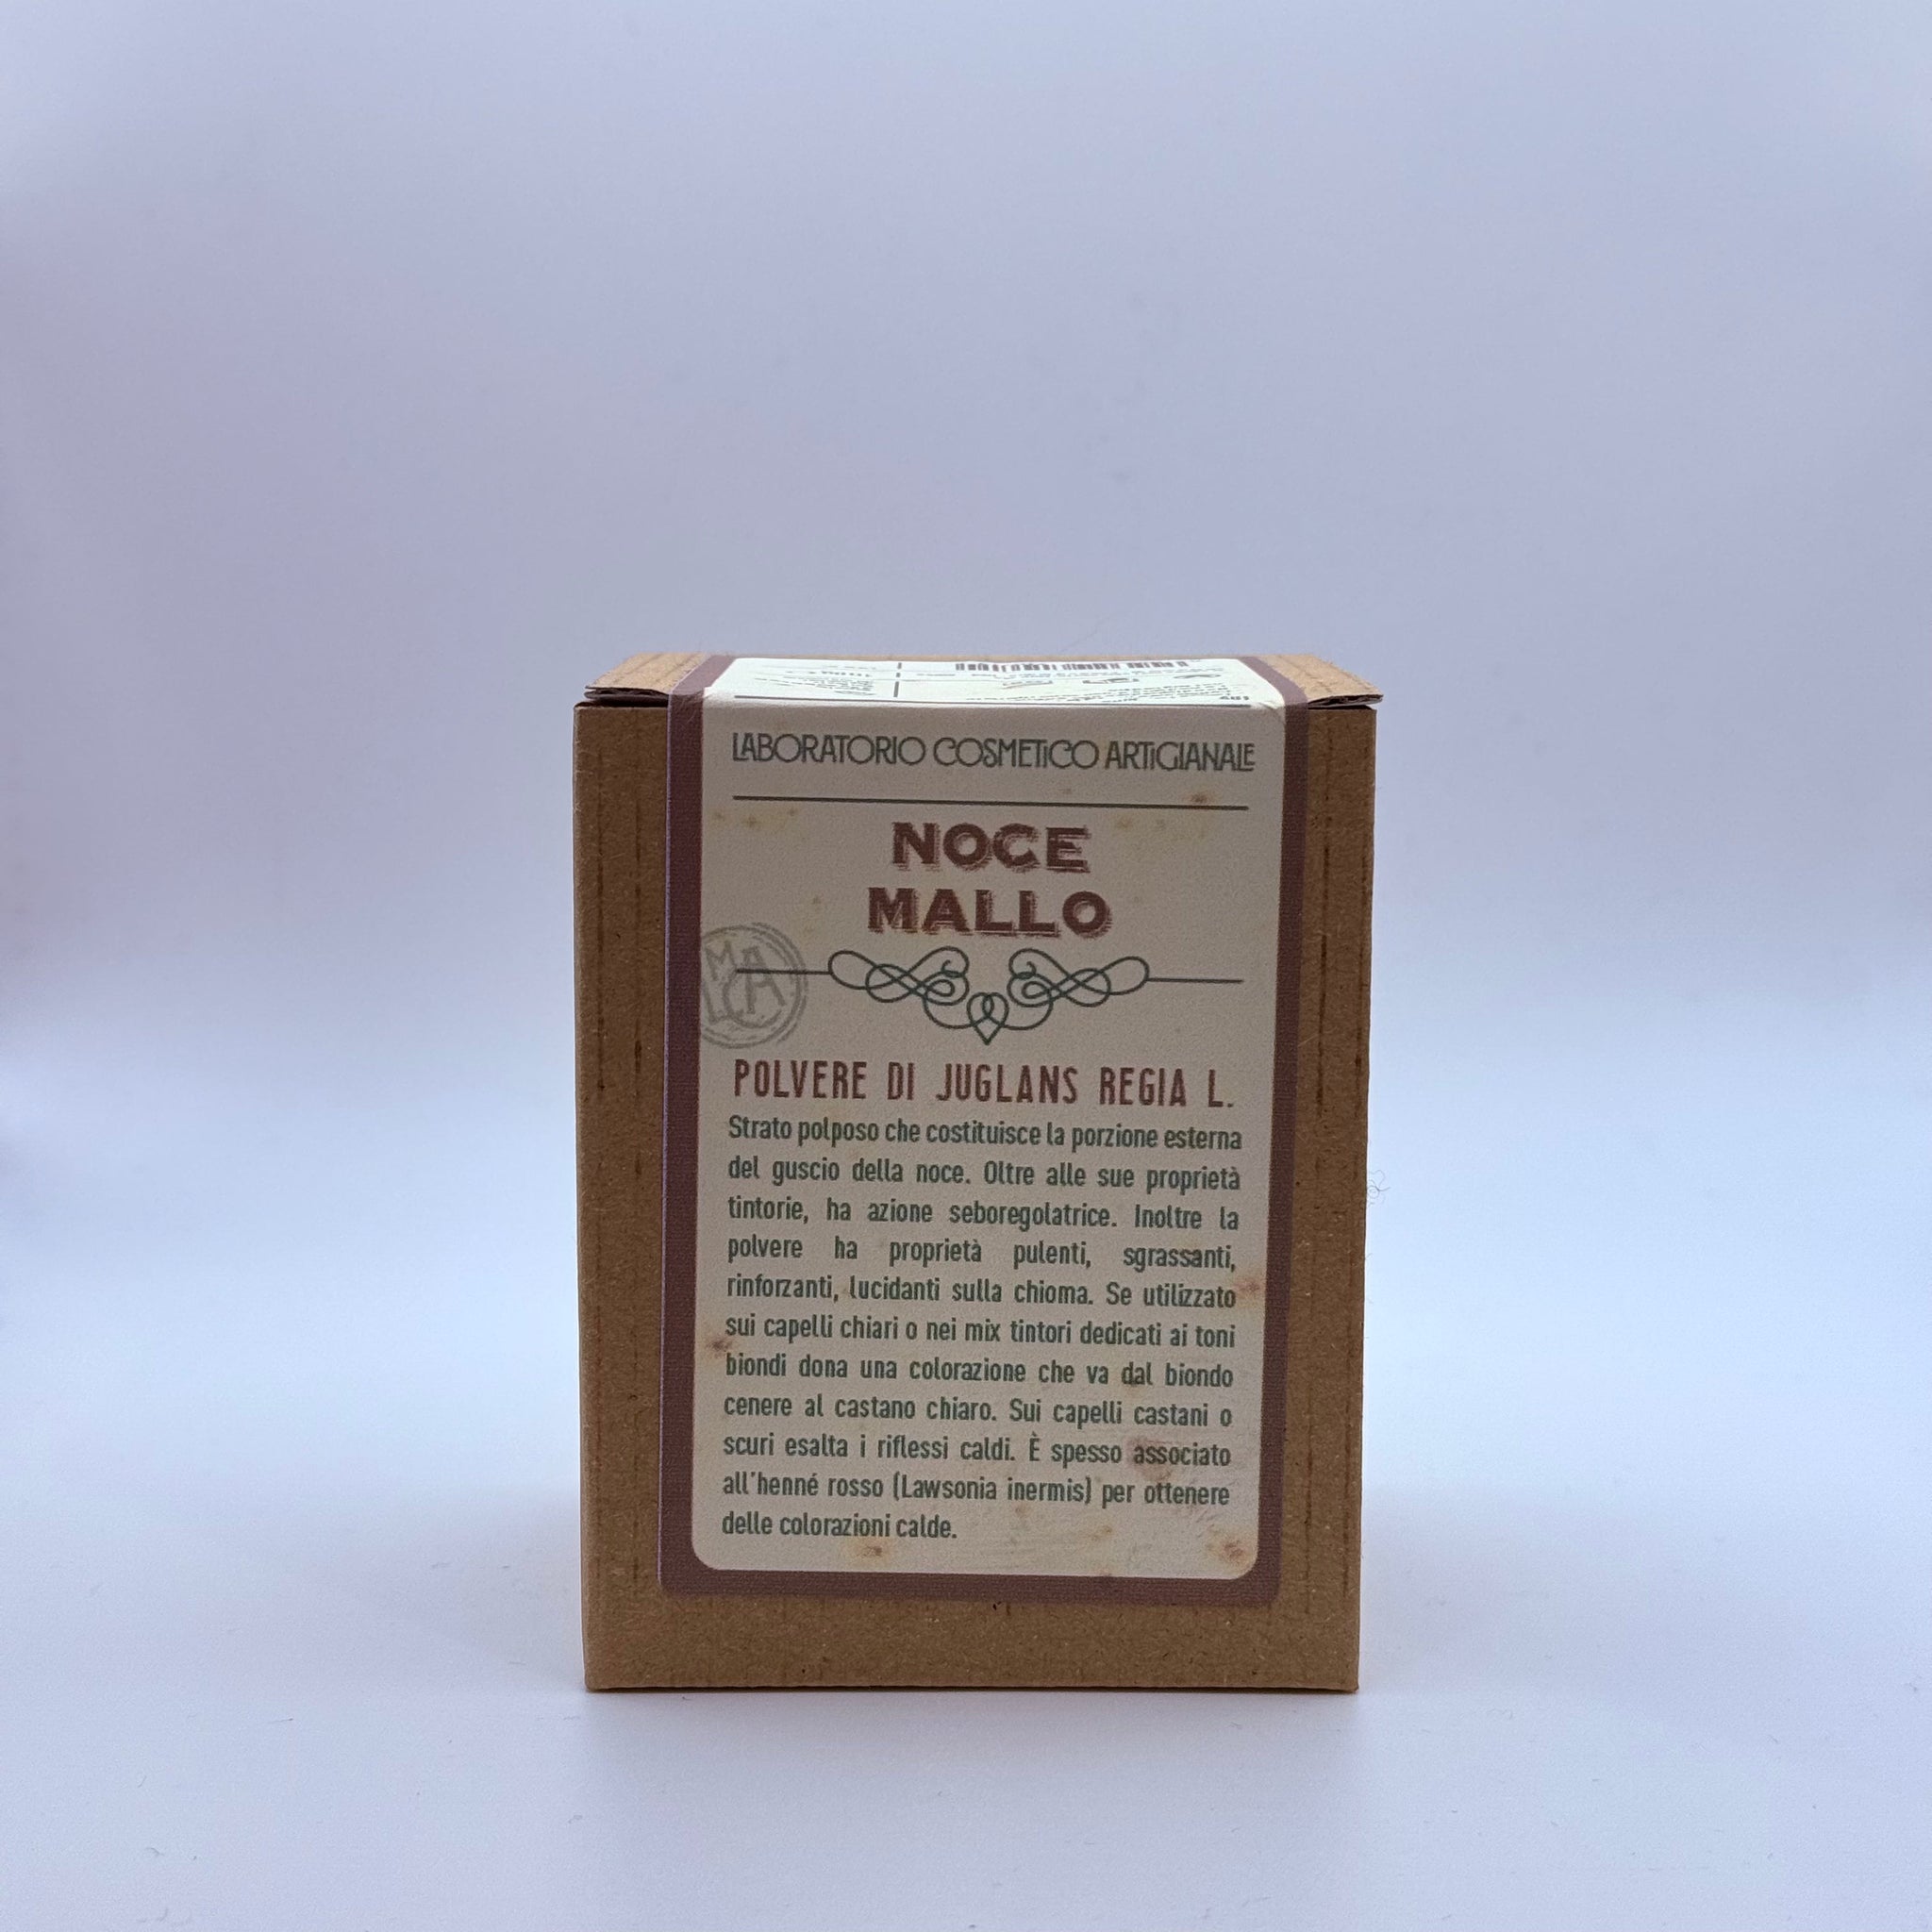 LABORATORIO COSMETICO ARTIGIANALE
NOCE
MALLO
MALCA
POLVERE DI JUGLANS REGIA L.
Strato polposo che costituisce la porzione esterna
del guscio della noce. Oltre alle sue proprietà
tintorie, ha azione seboregolatrice. Inoltre la
polvere ha proprietà pulenti, sgrassanti,
rinforzanti, lucidanti sulla chioma. Se utilizzato
sui capelli chiari o nei mix tintori dedicati ai toni
biondi dona una colorazione che va dal biondo
cenere al castano chiaro. Sui capelli castani o
scuri esalta i riflessi caldi. È spesso associato
all'henné rosso (Lawsonia inermis) per ottenere
delle colorazioni calde.